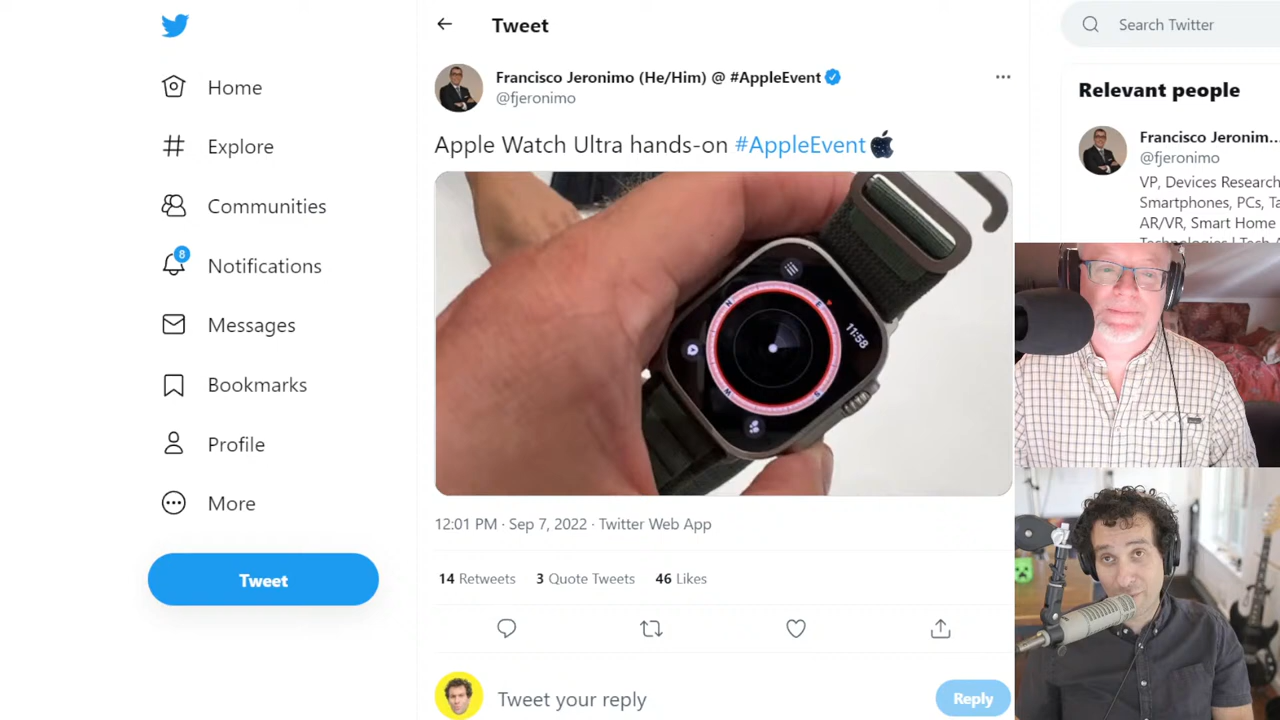 Home
Explore
Communities
8
Notifications
Messages
Bookmarks
Profile
More
Tweet
Tweet
Francisco Jeronimo (He/Him) @ #AppleEvent
@fjeronimo
Apple Watch Ultra hands-on #AppleEvent
11:58
12:01 PM · Sep 7, 2022 · Twitter Web App
14 Retweets 3 Quote Tweets 46 Likes
Tweet your reply
Reply
Search Twitter
Relevant people
Francisco Jeronim...
@fjeronimo
VP, Devices Research
Smartphones, PCs, Ta
AR/VR, Smart Home